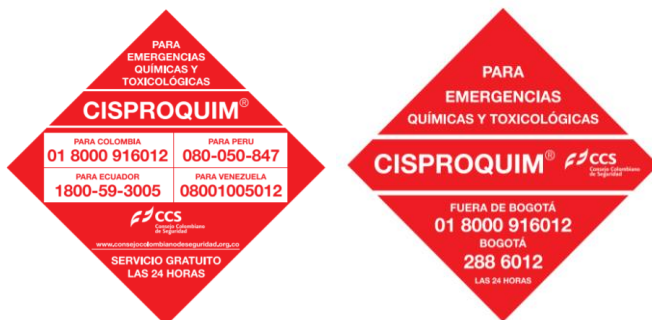 PARA
EMERGENCIAS
QUÍMICAS Y
TOXICOLÓGICAS
CISPROQUIM®
PARA COLOMBIA
01 8000 916012
PARA PERU
080-050-847
PARA ECUADOR
1800-59-3005
PARA VENEZUELA
08001005012
CCS
Consejo Colombiano
de Seguridad
www.consejocolombianodeseguridad.org.co
SERVICIO GRATUITO
LAS 24 HORAS
PARA
EMERGENCIAS
QUÍMICAS Y TOXICOLÓGICAS
CISPROQUIM®
CCS
Consejo Colombiano
de Seguridad
FUERA DE BOGOTÁ
01 8000 916012
BOGOTÁ
288 6012
LAS 24 HORAS